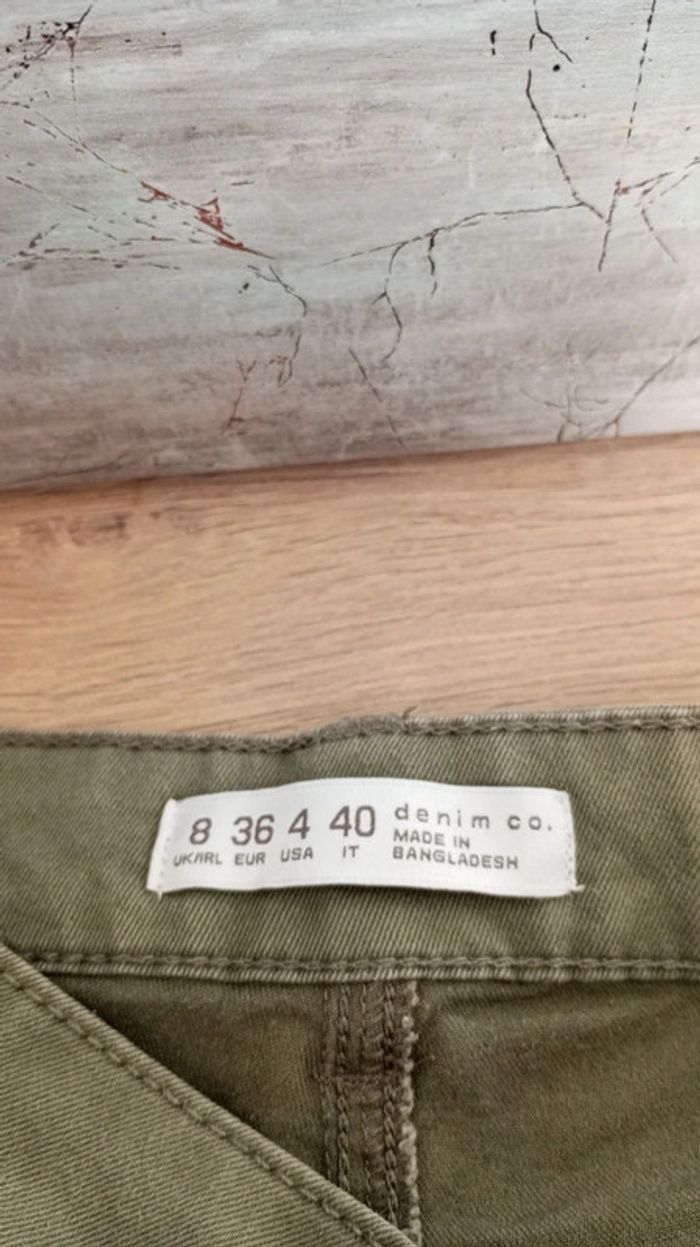 8 36 4 40 denim co.
UK/IRL EUR USA IT MADE IN
BANGLADESH